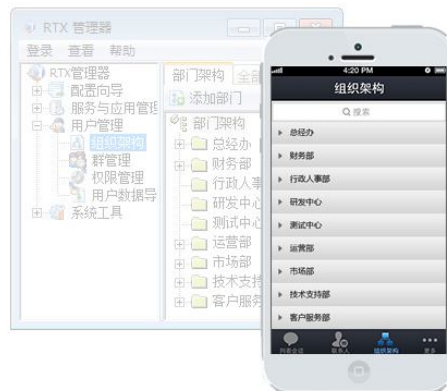 RTX 管理器
登录 查看 帮助
RTX管理器
配置向导
服务与应用管理
用户管理
组织架构
群管理
权限管理
用户数据导
系统工具
部门架构 全部
添加部门
部门架构
总经办
财务部
行政人事
研发中心
测试中心
运营部
市场部
技术支持
客户服务
4:20 PM
组织架构
搜索
总经办
财务部
行政人事部
研发中心
测试中心
运营部
市场部
技术支持部
客户服务部
联系人
组织架构
更多